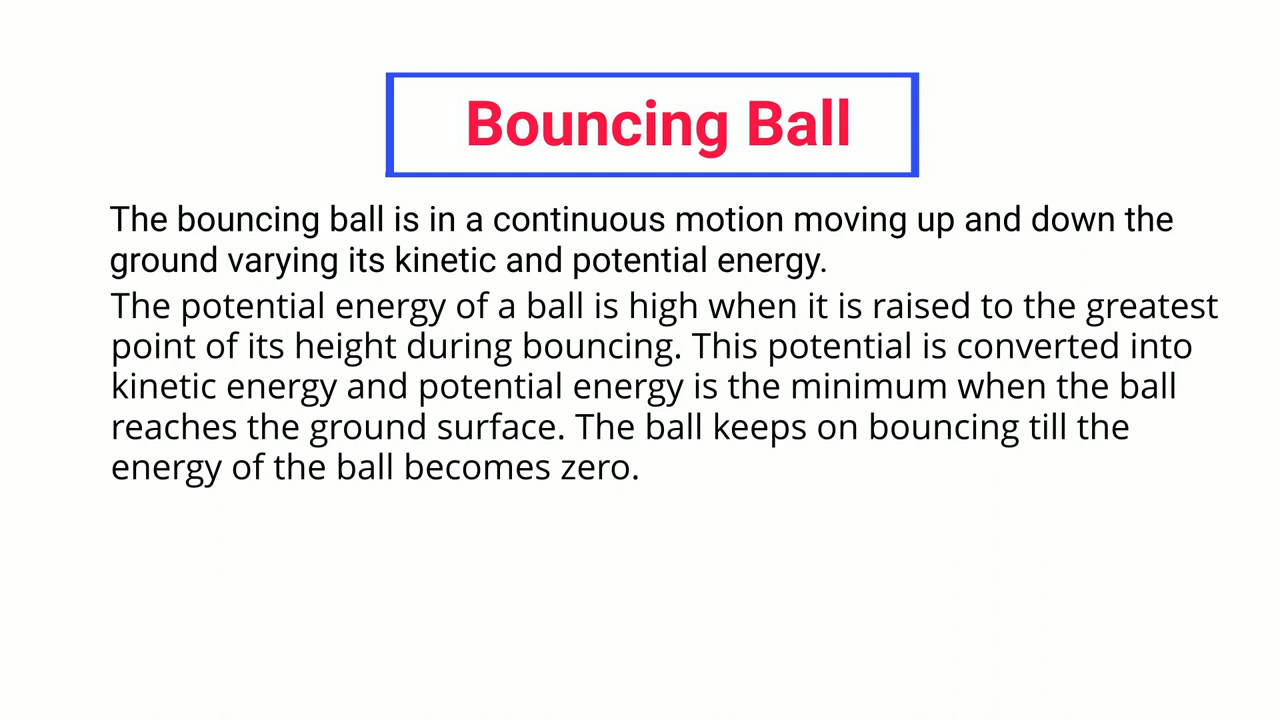 Bouncing Ball
The bouncing ball is in a continuous motion moving up and down the
ground varying its kinetic and potential energy.
The potential energy of a ball is high when it is raised to the greatest
point of its height during bouncing. This potential is converted into
kinetic energy and potential energy is the minimum when the ball
reaches the ground surface. The ball keeps on bouncing till the
energy of the ball becomes zero.